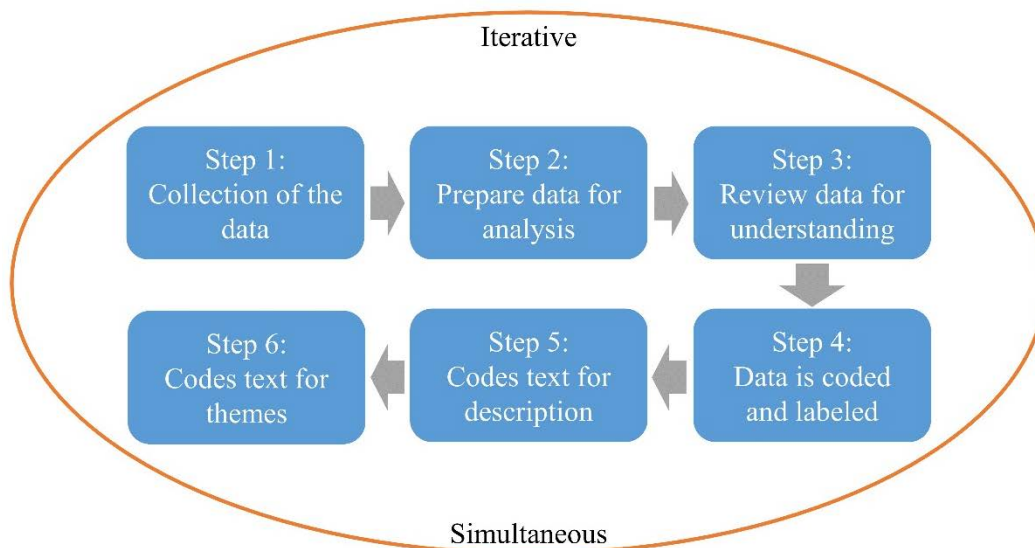 Iterative
Step 1:
Collection of the
data
Step 2:
Prepare data for
analysis
Step 3:
Review data for
understanding
Step 4:
Data is coded
and labeled
Step 5:
Codes text for
description
Step 6:
Codes text for
themes
Simultaneous